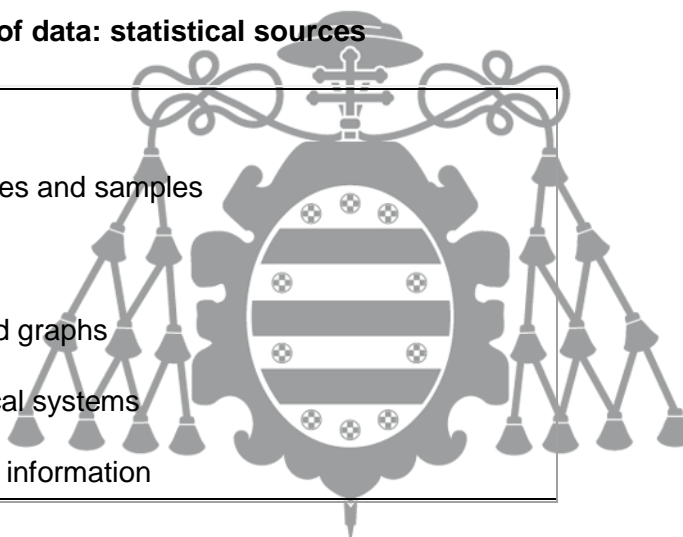 of data: statistical sources
es and samples
d graphs
cal systems
information